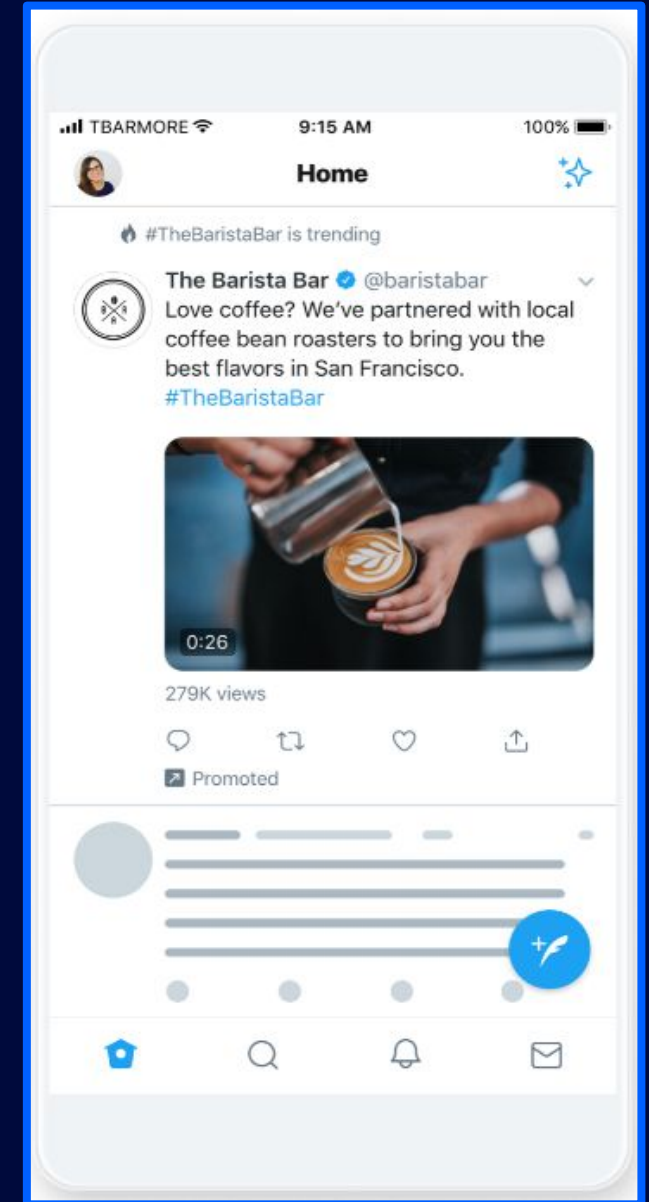 TBARMORE 9:15 AM 100%
Home
#TheBaristaBar is trending
The Barista Bar @baristabar
Love coffee? We've partnered with local
coffee bean roasters to bring you the
best flavors in San Francisco.
#TheBaristaBar
0:26
279K views
Promoted